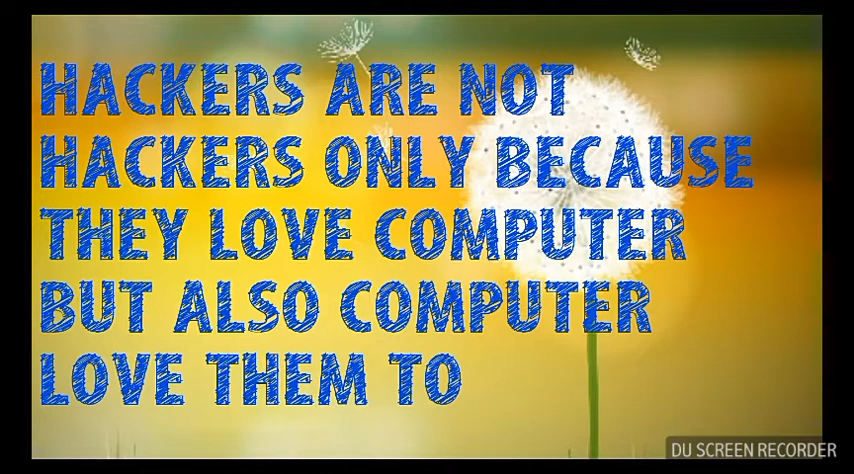 HACKERS ARE NOT
HACKERS ONLY BECAUSE
THEY LOVE COMPUTER
BUT ALSO COMPUTER
LOVE THEM TO
DU SCREEN RECORDER